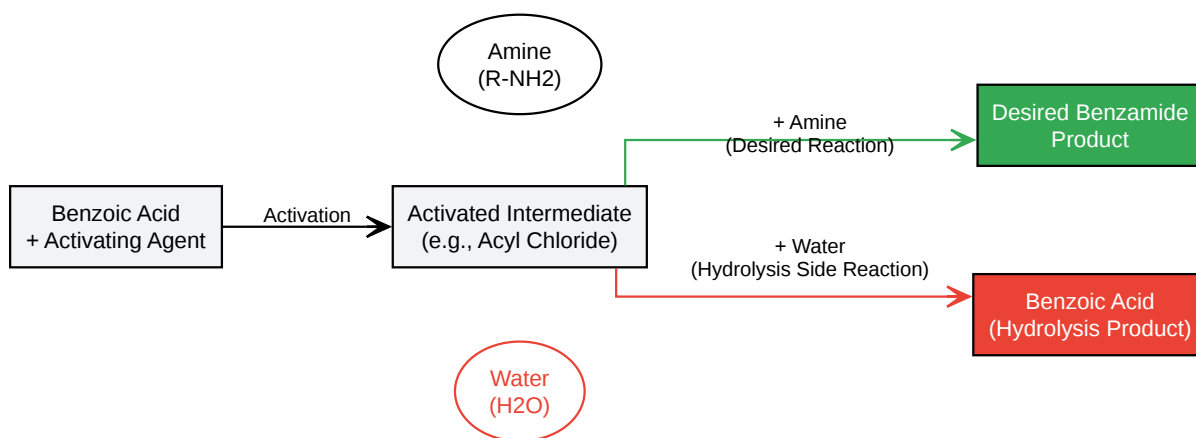 Amine
(R-NH2)
+ Amine
(Desired Reaction)
Desired Benzamide
Product
Benzoic Acid
+ Activating Agent
Activation
Activated Intermediate
(e.g., Acyl Chloride)
+ Water
(Hydrolysis Side Reaction)
Benzoic Acid
(Hydrolysis Product)
Water
(H2O)